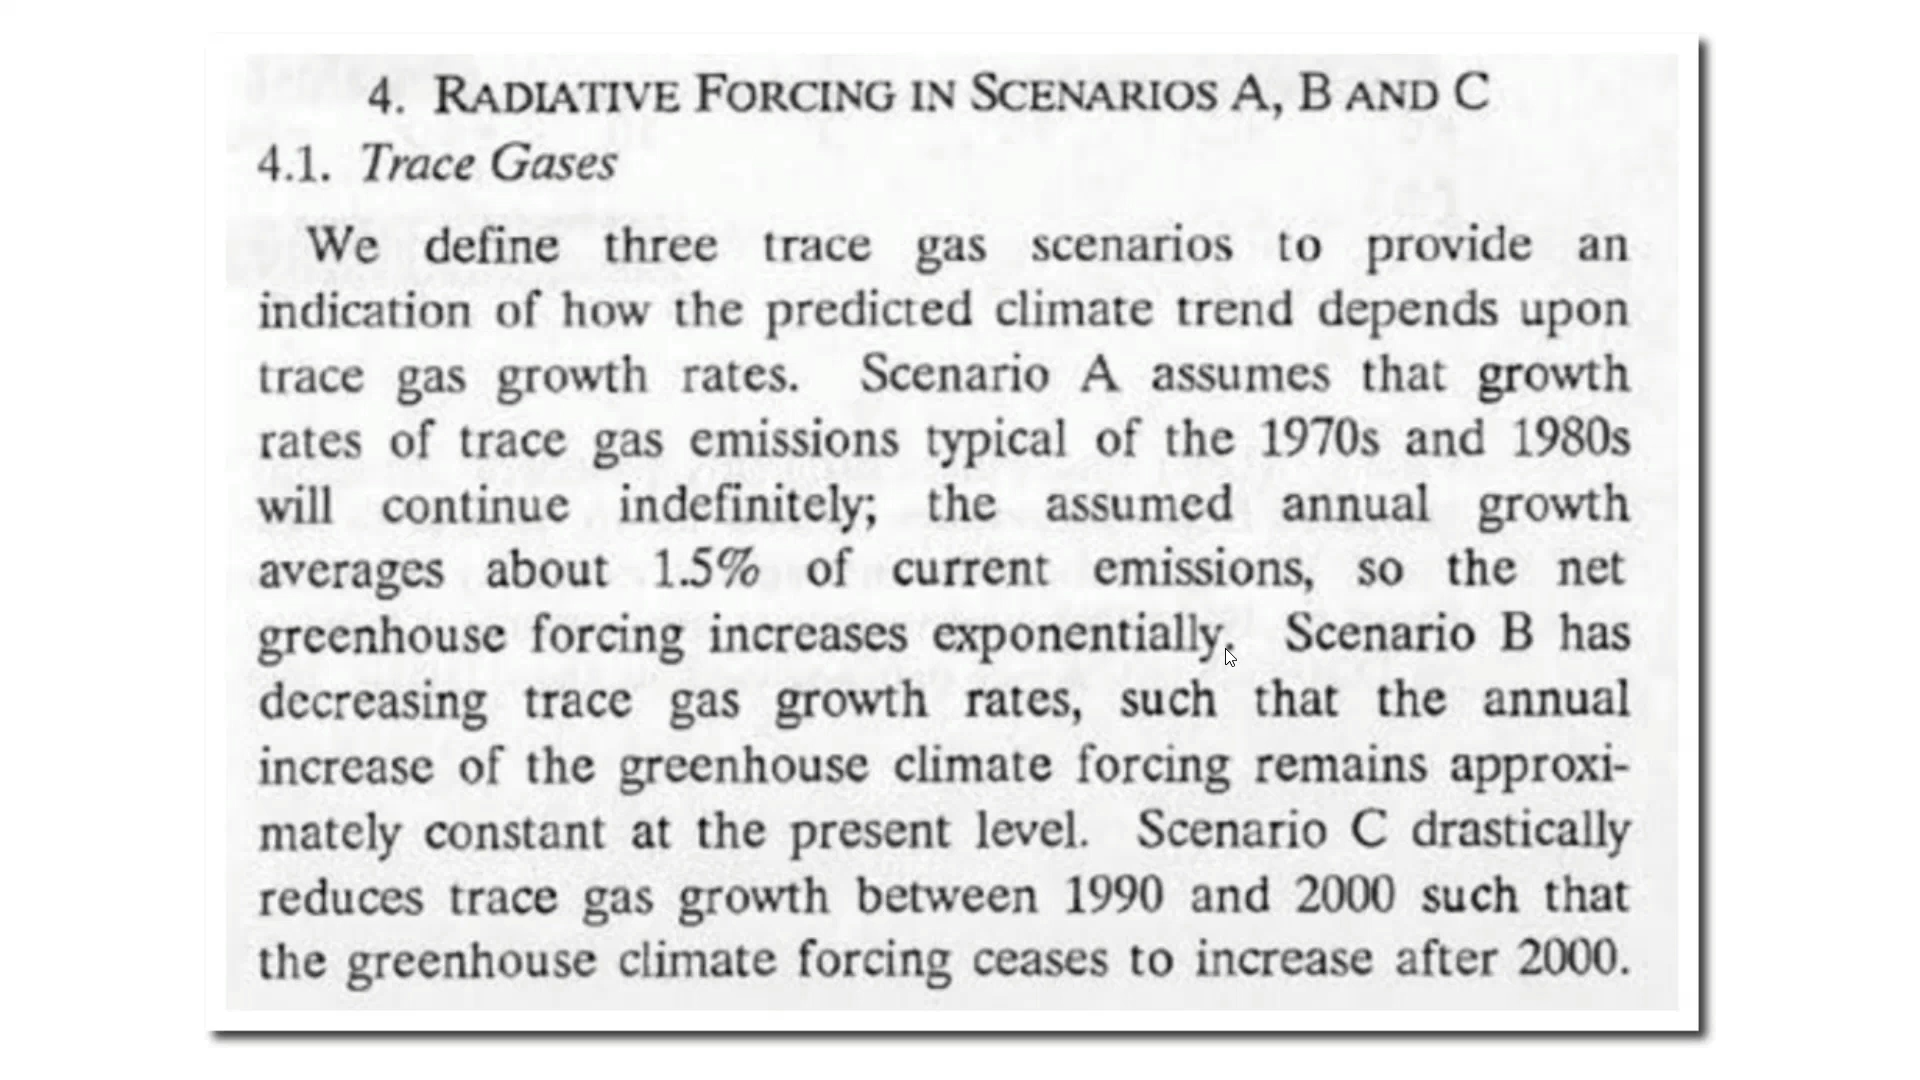 4. RADIATIVE FORCING IN SCENARIOS A, B AND C
4.1. Trace Gases
We define three trace gas scenarios to provide an
indication of how the predicted climate trend depends upon
trace gas growth rates. Scenario A assumes that growth
rates of trace gas emissions typical of the 1970s and 1980s
will continue indefinitely; the assumed annual growth
averages about 1.5% of current emissions, so the net
greenhouse forcing increases exponentially. Scenario B has
decreasing trace gas growth rates, such that the annual
increase of the greenhouse climate forcing remains approxi-
mately constant at the present level. Scenario C drastically
reduces trace gas growth between 1990 and 2000 such that
the greenhouse climate forcing ceases to increase after 2000.